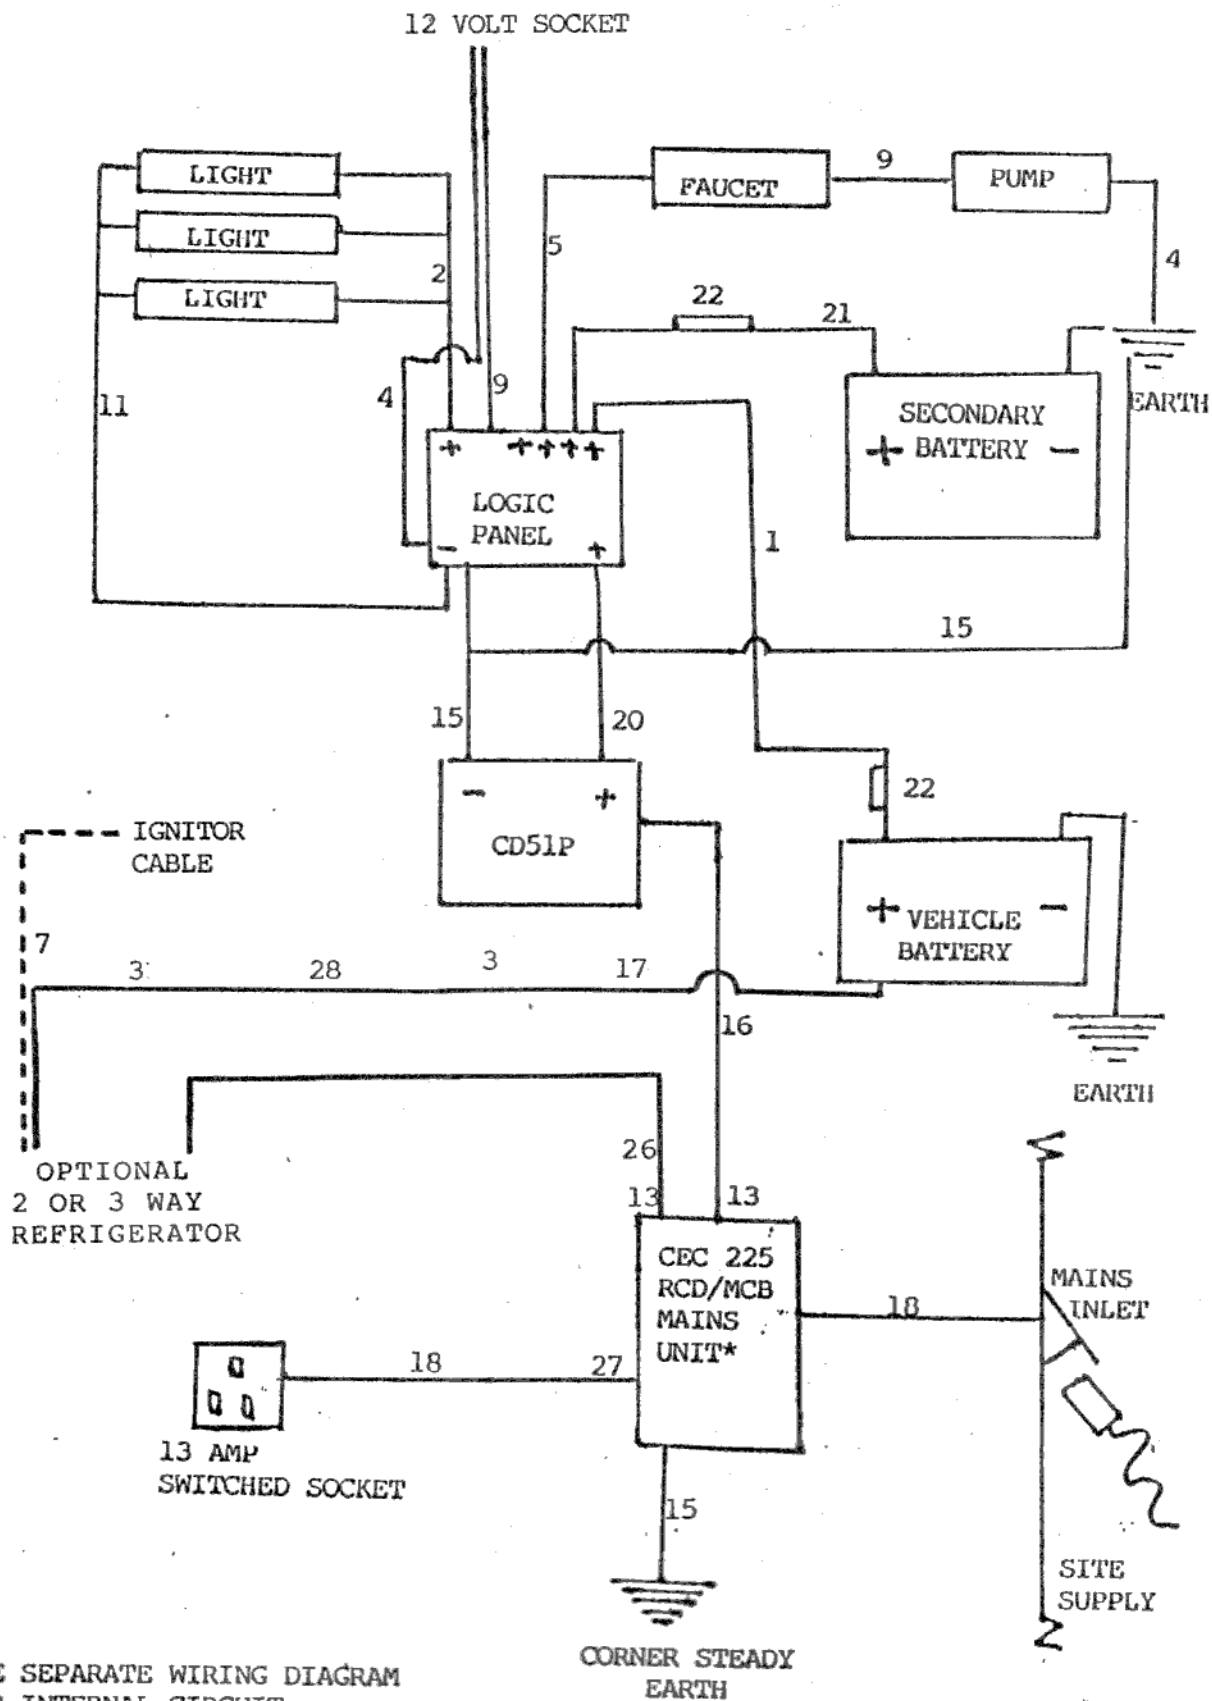 12 VOLT SOCKET
LIGHT
FAUCET
9
PUMP
LIGHT
5
4
2
LIGHT
22
21
4
9
11
EARTH
SECONDARY
+ BATTERY −
+ + + + +
LOGIC
PANEL
− +
1
15
15
20
22
− +
CD51P
IGNITOR
CABLE
7
+ VEHICLE −
BATTERY
3
28
3
17
16
EARTH
26
OPTIONAL
2 OR 3 WAY
REFRIGERATOR
13
13
CEC 225
RCD/MCB
MAINS
UNIT*
MAINS
INLET
18
18
27
13 AMP
SWITCHED SOCKET
15
SITE
SUPPLY
CORNER STEADY
EARTH
SEPARATE WIRING DIAGRAM
INTERNAL CIRCUIT